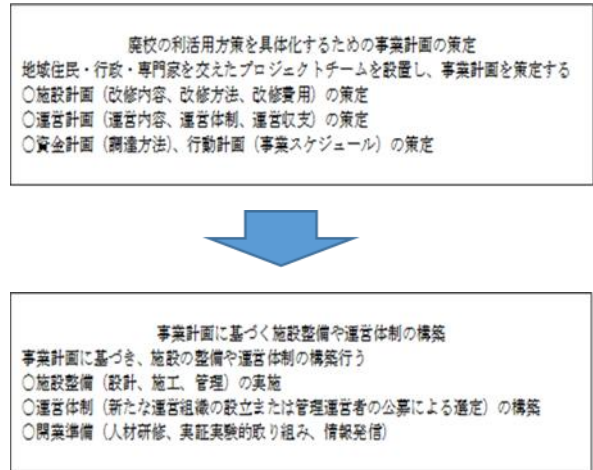 廃校の利活用方策を具体化するための事業計画の策定
地域住民・行政・専門家を交えたプロジェクトチームを設置し、事業計画を策定する
〇施設計画（改修内容、改修方法、改修費用）の策定
〇運営計画（運営内容、運営体制、運営収支）の策定
〇資金計画（調達方法）、行動計画（事業スケジュール）の策定
事業計画に基づく施設整備や運営体制の構築
事業計画に基づき、施設の整備や運営体制の構築行う
〇施設整備（設計、施工、管理）の実施
〇運営体制（新たな運営組織の設立または管理運営者の公募による選定）の構築
〇開業準備（人材研修、実証実験的取り組み、情報発信）